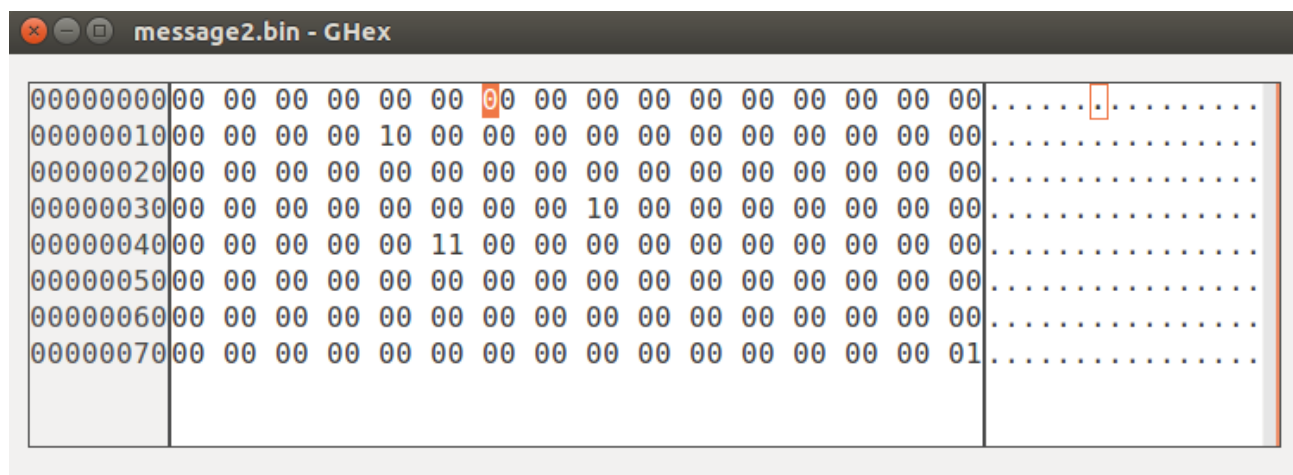 message2.bin - GHex
00000000 00 00 00 00 00 00 00 00 00 00 00 00 00 00 00 00 ................
00000010 00 00 00 00 10 00 00 00 00 00 00 00 00 00 00 00 ................
00000020 00 00 00 00 00 00 00 00 00 00 00 00 00 00 00 00 ................
00000030 00 00 00 00 00 00 00 00 10 00 00 00 00 00 00 00 ................
00000040 00 00 00 00 00 11 00 00 00 00 00 00 00 00 00 00 ................
00000050 00 00 00 00 00 00 00 00 00 00 00 00 00 00 00 00 ................
00000060 00 00 00 00 00 00 00 00 00 00 00 00 00 00 00 00 ................
00000070 00 00 00 00 00 00 00 00 00 00 00 00 00 00 00 01 ................